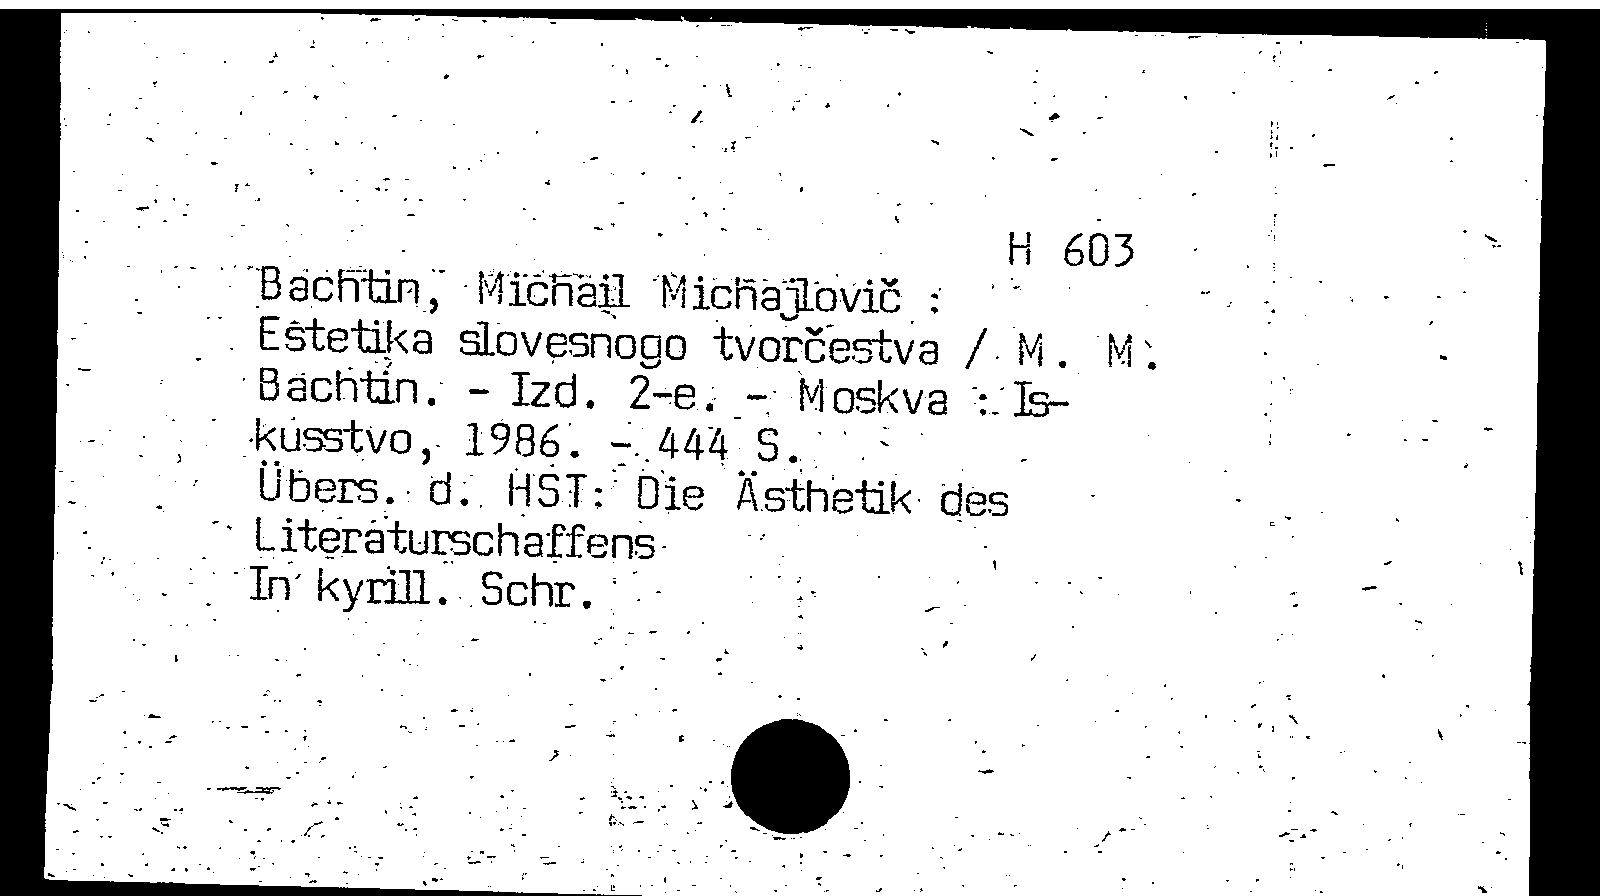 H 603
Bachtin, Michail Michajlovič :
Estetika slovesnogo tvorčestva / M. M.
Bachtin. - Izd. 2-e. - Moskva : Is-
kusstvo, 1986. - 444 S.
Übers. d. HST: Die Ästhetik des
Literaturschaffens
In kyrill. Schr.